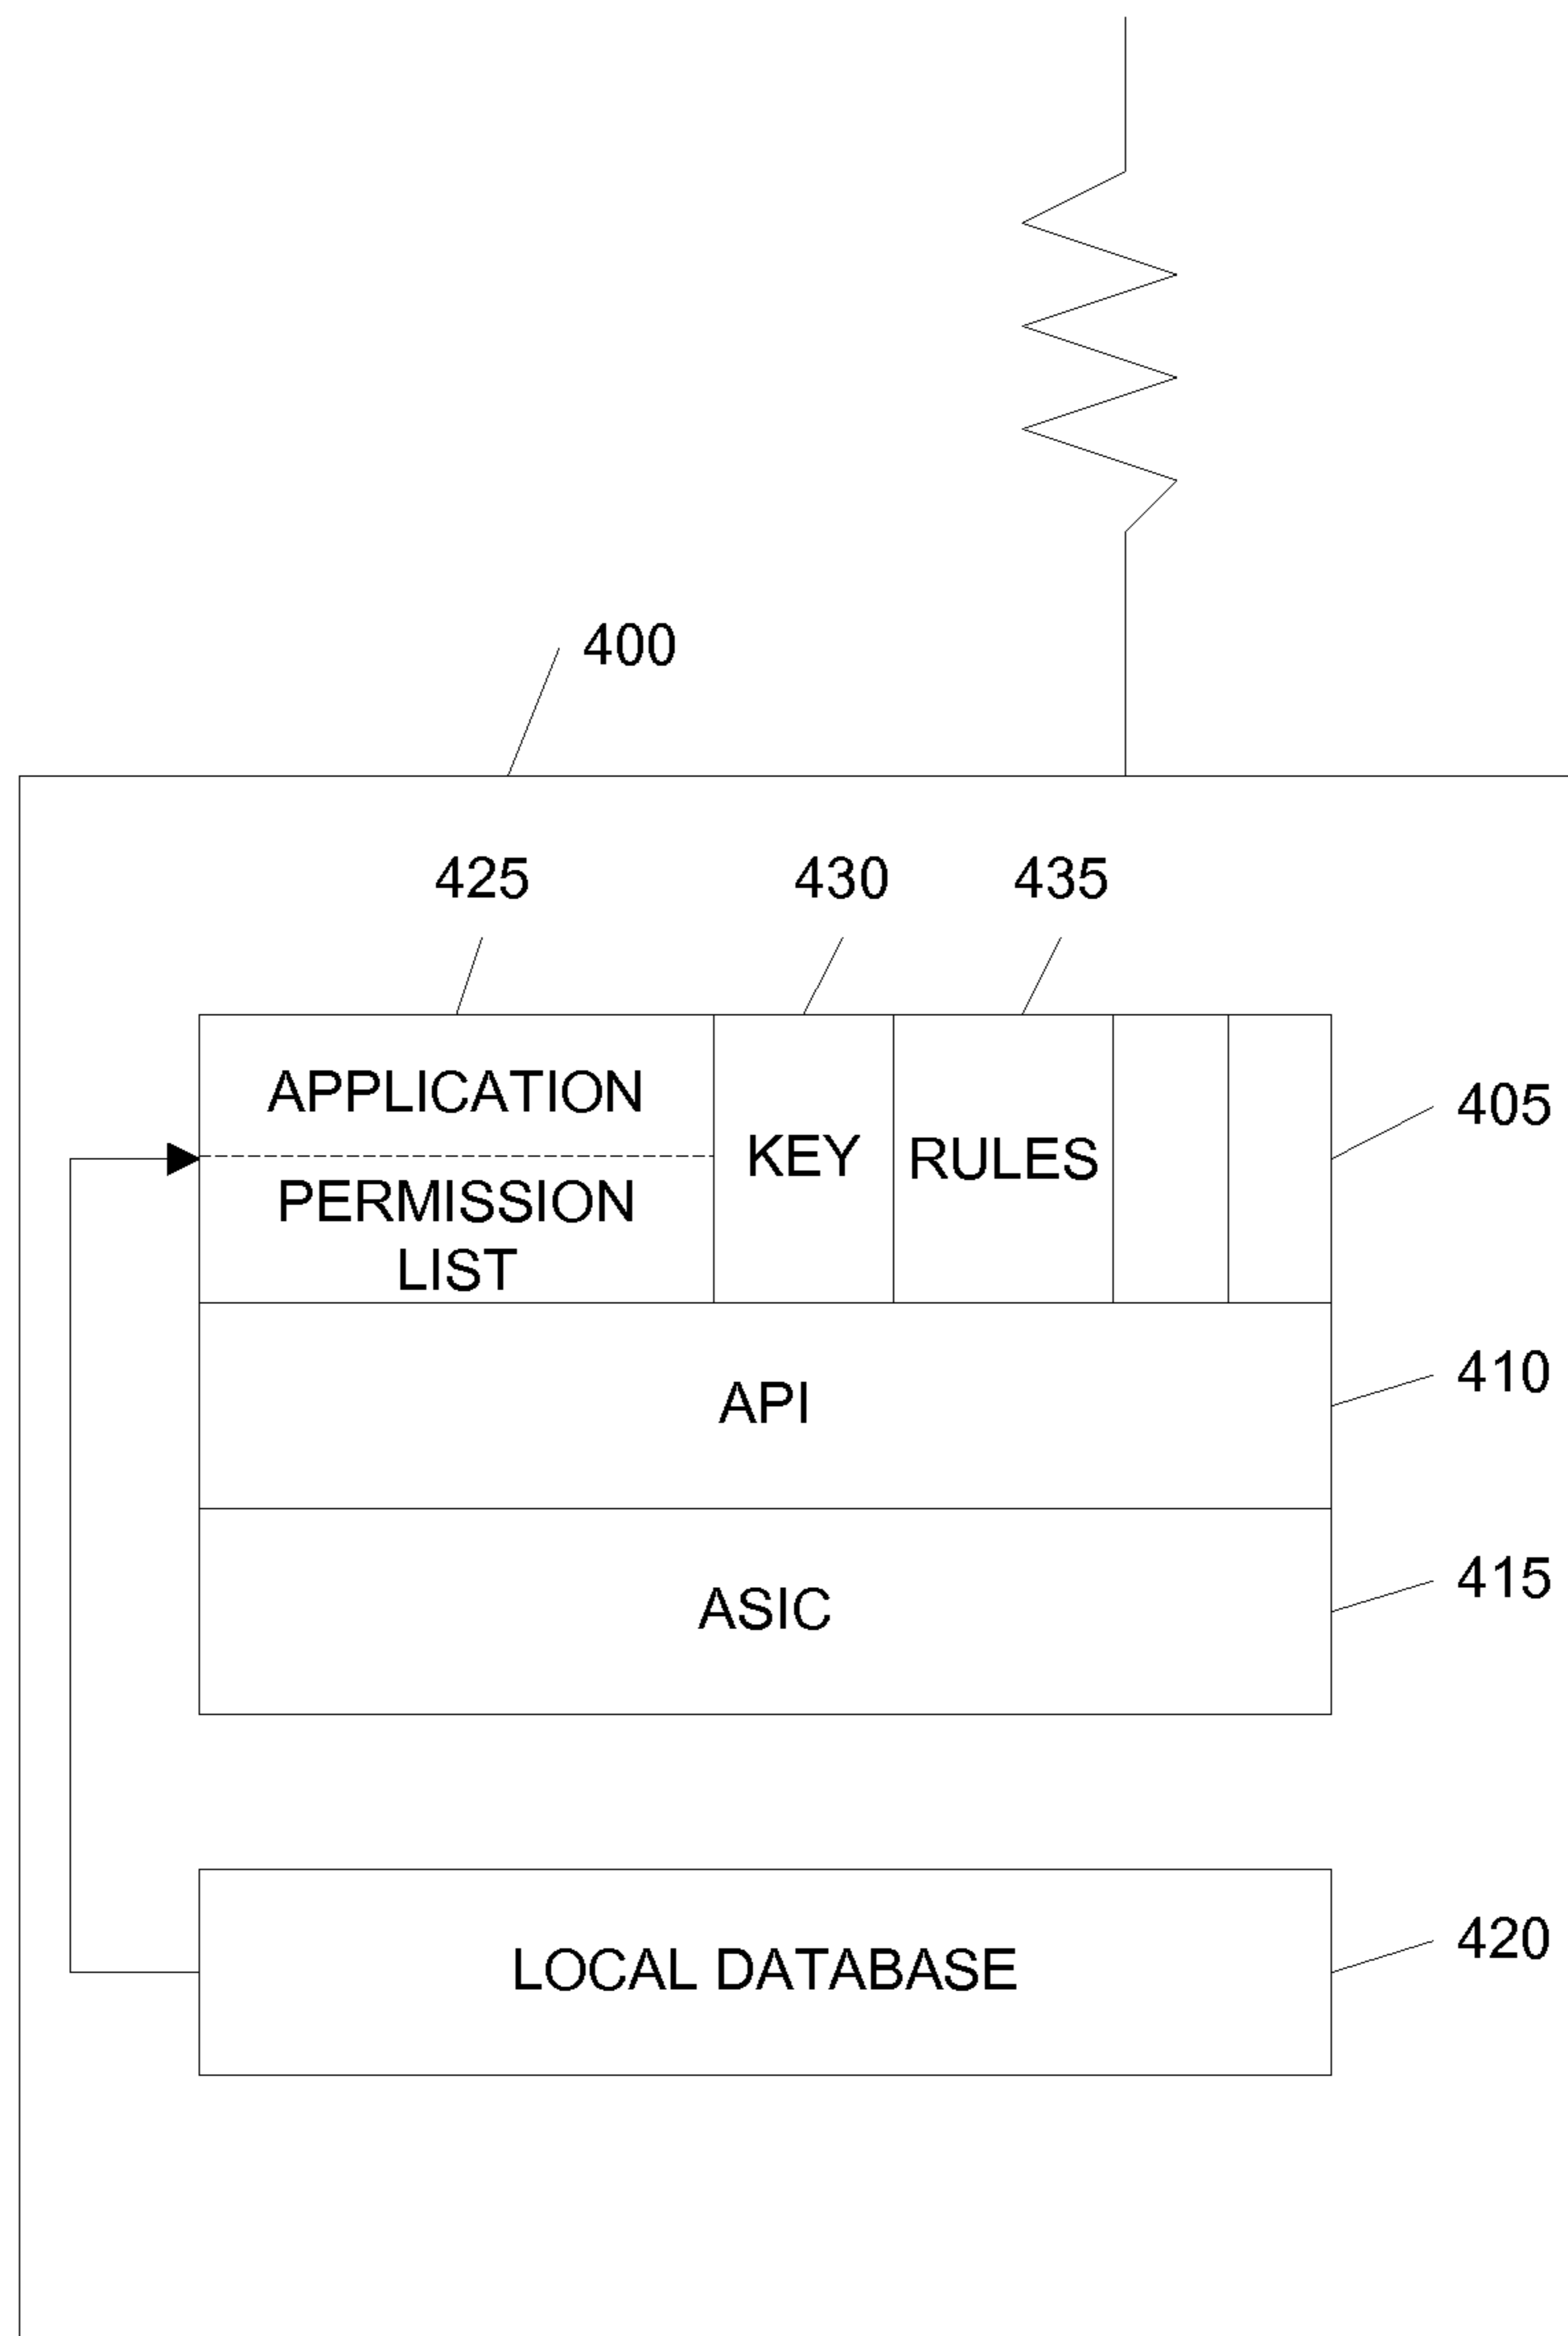 400
425
430
435
APPLICATION
405
KEY
RULES
PERMISSION
LIST
410
API
415
ASIC
420
LOCAL DATABASE